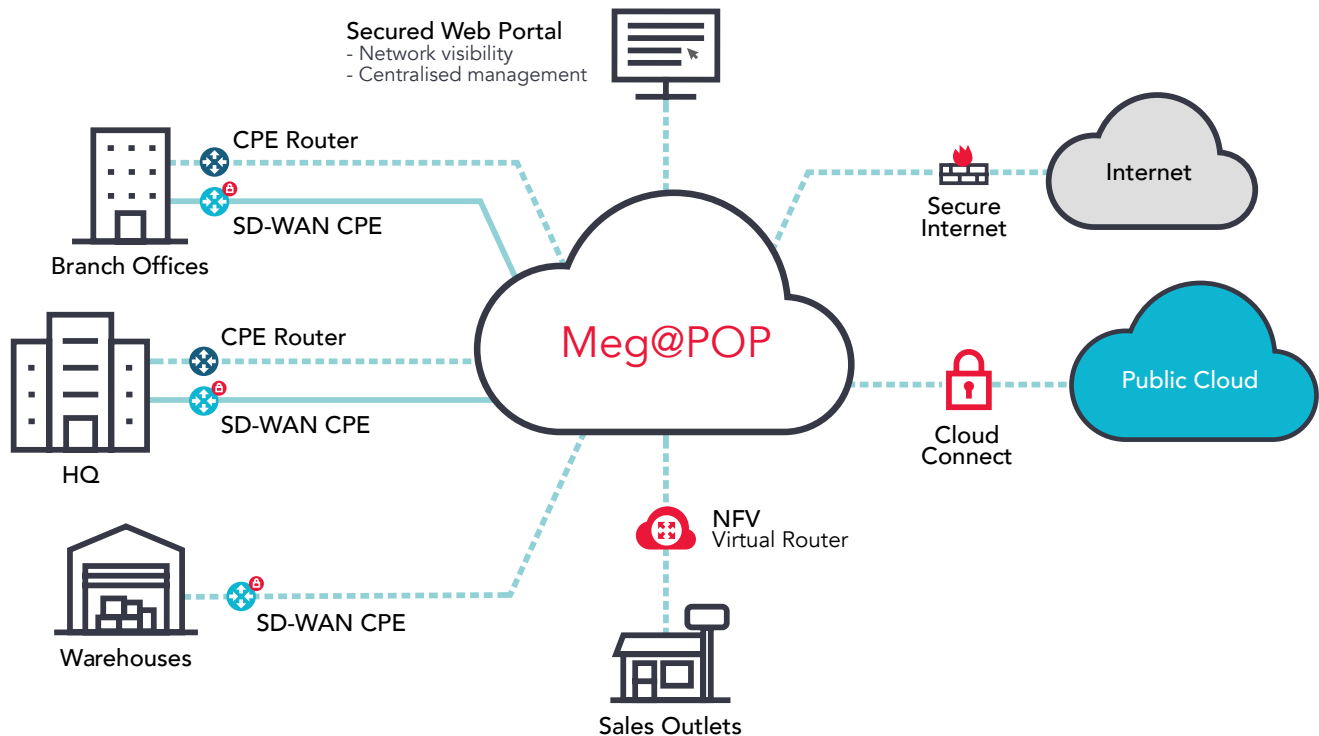 Secured Web Portal
- Network visibility
- Centralised management
CPE Router
SD-WAN CPE
Branch Offices
Internet
Secure
Internet
CPE Router
SD-WAN CPE
HQ
Meg@POP
Public Cloud
Cloud
Connect
NFV
Virtual Router
SD-WAN CPE
Warehouses
Sales Outlets